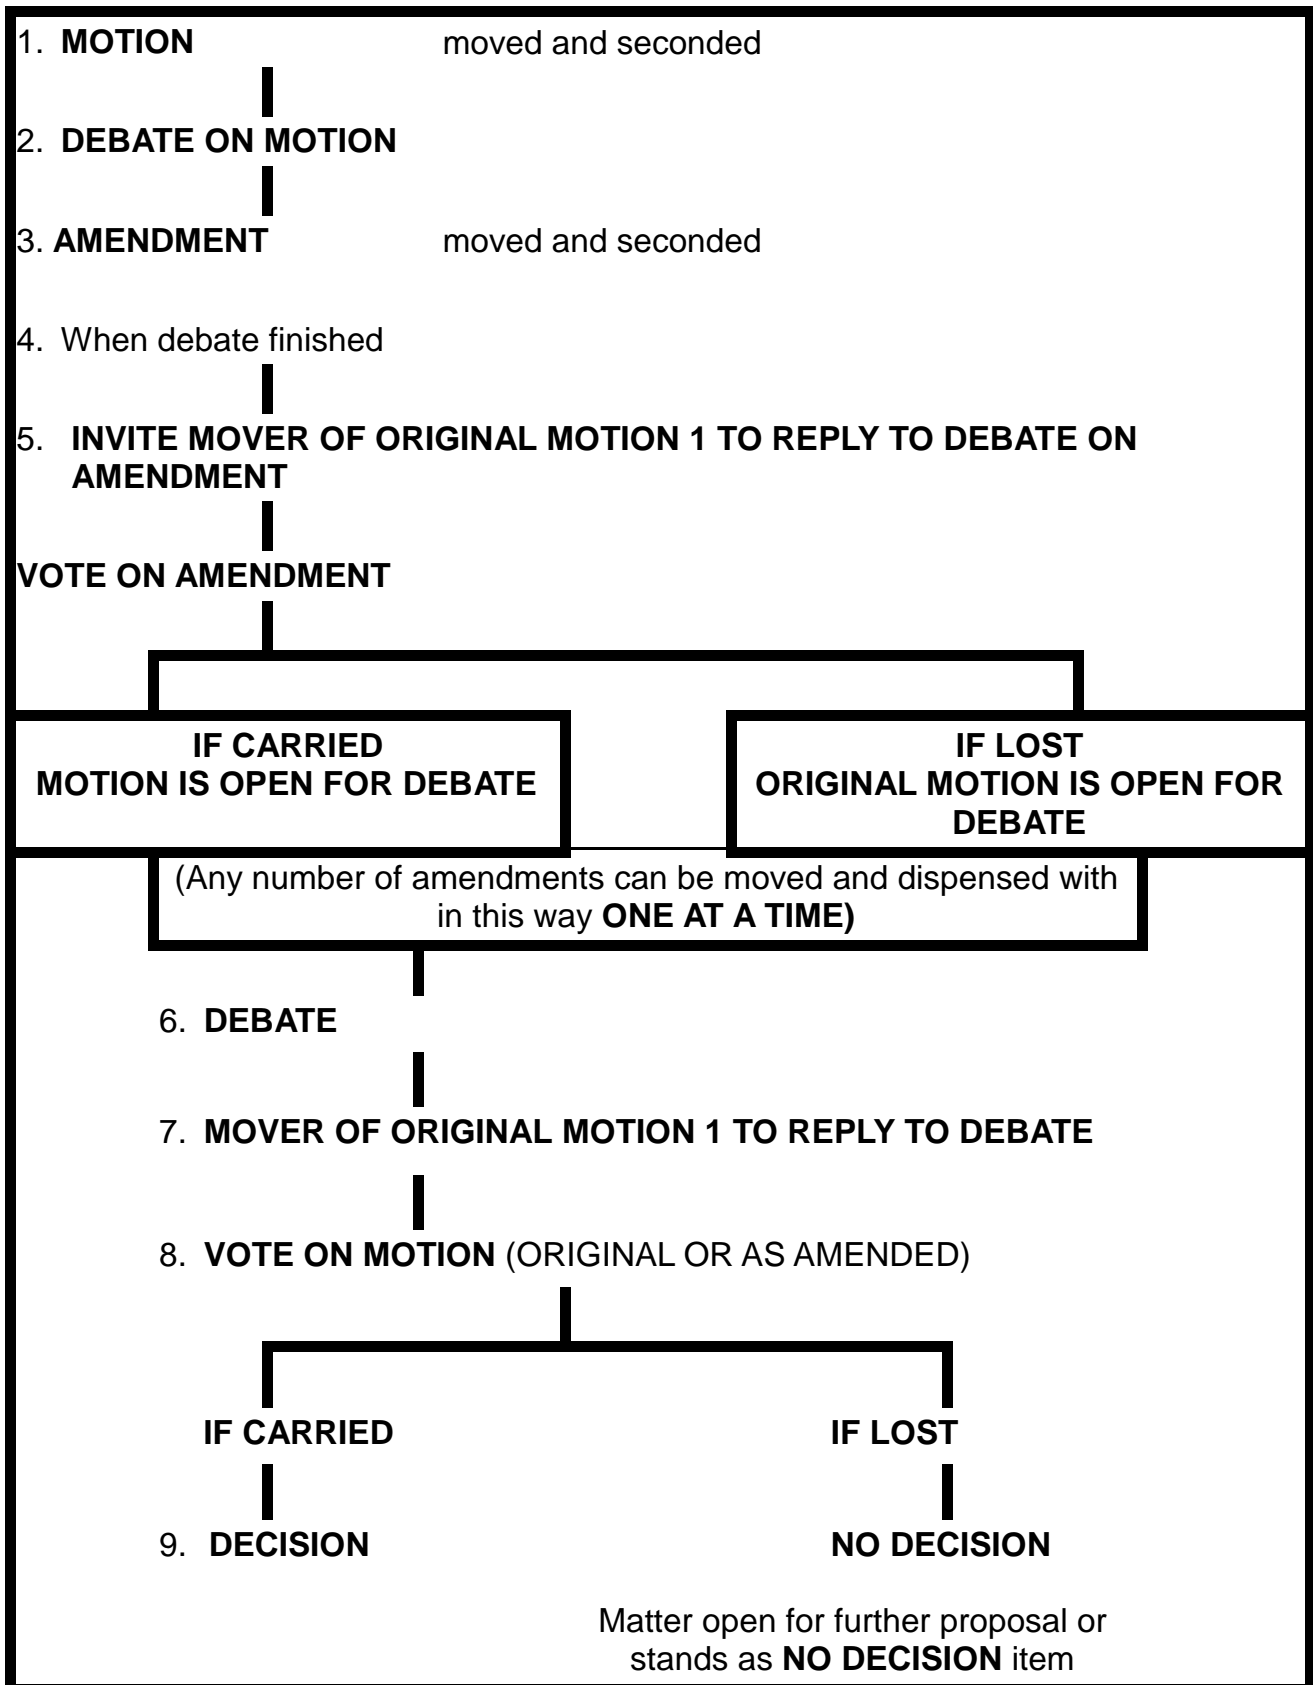 1. MOTION moved and seconded
2. DEBATE ON MOTION
3. AMENDMENT moved and seconded
4. When debate finished
5. INVITE MOVER OF ORIGINAL MOTION 1 TO REPLY TO DEBATE ON
AMENDMENT
VOTE ON AMENDMENT
IF CARRIED
MOTION IS OPEN FOR DEBATE
IF LOST
ORIGINAL MOTION IS OPEN FOR
DEBATE
(Any number of amendments can be moved and dispensed with
in this way ONE AT A TIME)
6. DEBATE
7. MOVER OF ORIGINAL MOTION 1 TO REPLY TO DEBATE
8. VOTE ON MOTION (ORIGINAL OR AS AMENDED)
IF CARRIED
IF LOST
9. DECISION
NO DECISION
Matter open for further proposal or
stands as NO DECISION item